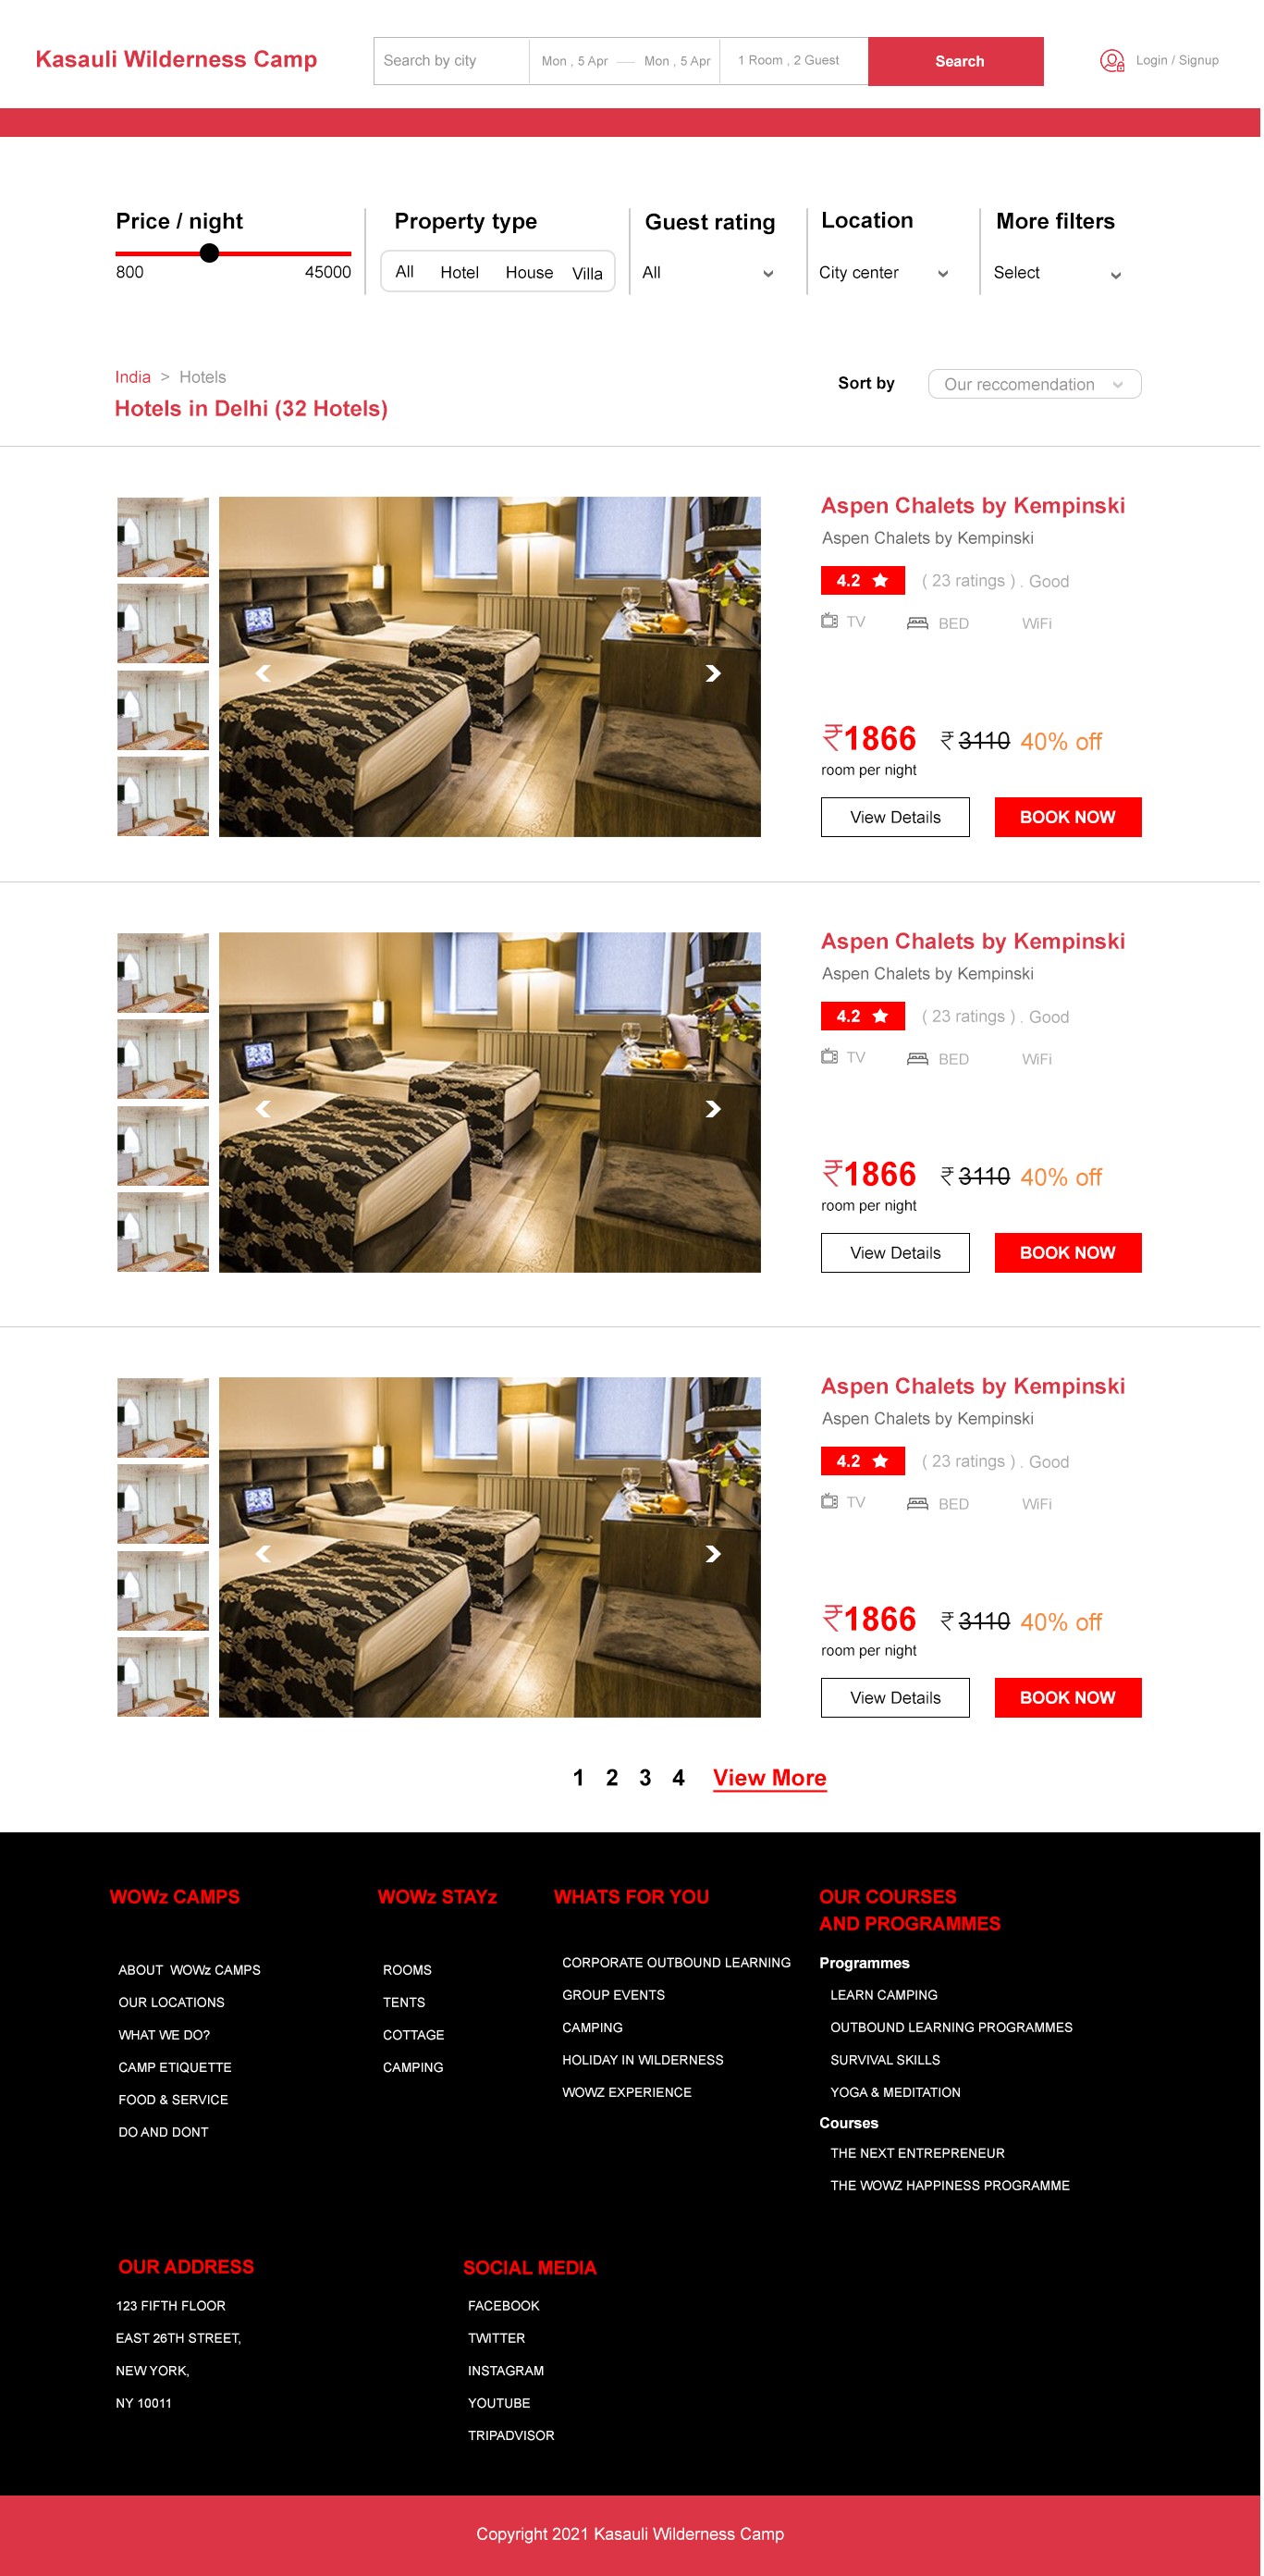 Kasauli Wilderness Camp
Search by city
Mon , 5 Apr — Mon , 5 Apr
1 Room , 2 Guest
Search
Login / Signup
Price / night
800 45000
Property type
All Hotel House Villa
Guest rating
All
Location
City center
More filters
Select
India > Hotels
Hotels in Delhi (32 Hotels)
Sort by
Our reccomendation
Aspen Chalets by Kempinski
Aspen Chalets by Kempinski
4.2 ★ ( 23 ratings ) . Good
TV BED WiFi
₹1866 ₹ 3110 40% off
room per night
View Details BOOK NOW
Aspen Chalets by Kempinski
Aspen Chalets by Kempinski
4.2 ★ ( 23 ratings ) . Good
TV BED WiFi
₹1866 ₹ 3110 40% off
room per night
View Details BOOK NOW
Aspen Chalets by Kempinski
Aspen Chalets by Kempinski
4.2 ★ ( 23 ratings ) . Good
TV BED WiFi
₹1866 ₹ 3110 40% off
room per night
View Details BOOK NOW
1 2 3 4 View More
WOWz CAMPS
ABOUT WOWz CAMPS
OUR LOCATIONS
WHAT WE DO?
CAMP ETIQUETTE
FOOD & SERVICE
DO AND DONT
WOWz STAYz
ROOMS
TENTS
COTTAGE
CAMPING
WHATS FOR YOU
CORPORATE OUTBOUND LEARNING
GROUP EVENTS
CAMPING
HOLIDAY IN WILDERNESS
WOWZ EXPERIENCE
OUR COURSES
AND PROGRAMMES
Programmes
LEARN CAMPING
OUTBOUND LEARNING PROGRAMMES
SURVIVAL SKILLS
YOGA & MEDITATION
Courses
THE NEXT ENTREPRENEUR
THE WOWZ HAPPINESS PROGRAMME
OUR ADDRESS
123 FIFTH FLOOR
EAST 26TH STREET,
NEW YORK,
NY 10011
SOCIAL MEDIA
FACEBOOK
TWITTER
INSTAGRAM
YOUTUBE
TRIPADVISOR
Copyright 2021 Kasauli Wilderness Camp